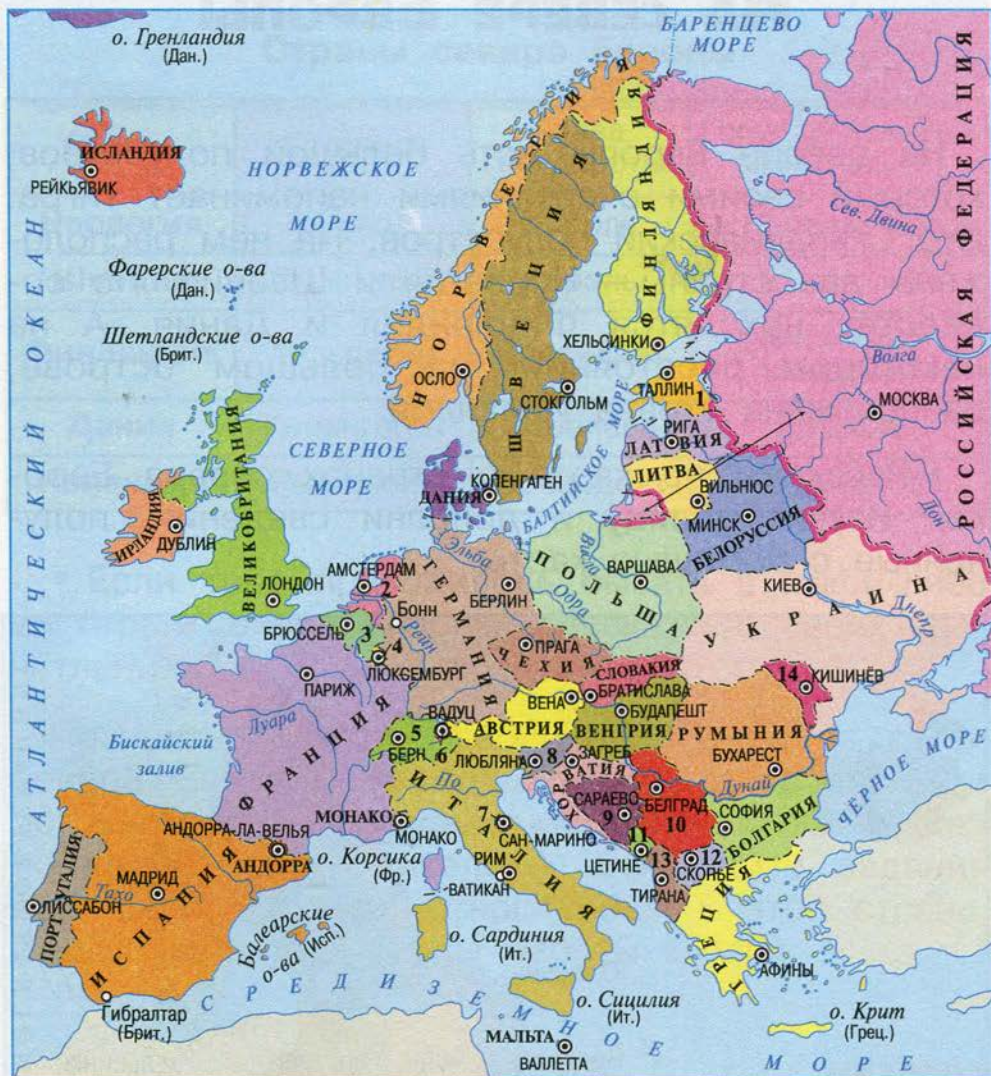 о. Гренландия
(Дан.)
БАРЕНЦЕВО
МОРЕ
РОССИЙСКАЯ ФЕДЕРАЦИЯ
АТЛАНТИЧЕСКИЙ ОКЕАН
ИСЛАНДИЯ
РЕЙКЬЯВИК
НОРВЕЖСКОЕ
МОРЕ
Фарерские о-ва
(Дан.)
Шетландские о-ва
(Брит.)
НОРВЕГИЯ
ШВЕЦИЯ
ФИНЛЯНДИЯ
Сев. Двина
ХЕЛЬСИНКИ
Волга
ОСЛО
СТОКГОЛЬМ
ТАЛЛИН
1
МОСКВА
РИГА
ЛАТВИЯ
ЛИТВА
ВИЛЬНЮС
МИНСК
БЕЛОРУССИЯ
Дон
СЕВЕРНОЕ
МОРЕ
БАЛТИЙСКОЕ МОРЕ
ДАНИЯ
КОПЕНГАГЕН
ИРЛАНДИЯ
ДУБЛИН
ВЕЛИКОБРИТАНИЯ
ЛОНДОН
АМСТЕРДАМ
2
Эльба
ГЕРМАНИЯ
БЕРЛИН
Бонн
Рейн
Одра
Висла
ПОЛЬША
ВАРШАВА
КИЕВ
УКРАИНА
Днепр
БРЮССЕЛЬ
3
4
ЛЮКСЕМБУРГ
ПРАГА
ЧЕХИЯ
СЛОВАКИЯ
БРАТИСЛАВА
14
КИШИНЁВ
ПАРИЖ
Луара
ФРАНЦИЯ
Бискайский
залив
ВАДУЦ
5
БЕРН
6
ВЕНА
АВСТРИЯ
БУДАПЕШТ
ВЕНГРИЯ
РУМЫНИЯ
БУХАРЕСТ
Дунай
ЧЁРНОЕ МОРЕ
ЛЮБЛЯНА
8
ЗАГРЕБ
ХОРВАТИЯ
По
ИТАЛИЯ
7
САН-МАРИНО
САРАЕВО
9
БЕЛГРАД
10
СОФИЯ
БОЛГАРИЯ
МОНАКО
МОНАКО
11
ЦЕТИНЕ
12
СКОПЬЕ
13
ТИРАНА
АНДОРРА-ЛА-ВЕЛЬЯ
АНДОРРА
о. Корсика
(Фр.)
РИМ
ВАТИКАН
ПОРТУГАЛИЯ
ЛИССАБОН
Тахо
МАДРИД
ИСПАНИЯ
Балеарские
о-ва (Исп.)
о. Сардиния
(Ит.)
ГРЕЦИЯ
АФИНЫ
Гибралтар
(Брит.)
СРЕДИЗЕМНОЕ МОРЕ
о. Сицилия
(Ит.)
МАЛЬТА
ВАЛЛЕТТА
о. Крит
(Грец.)